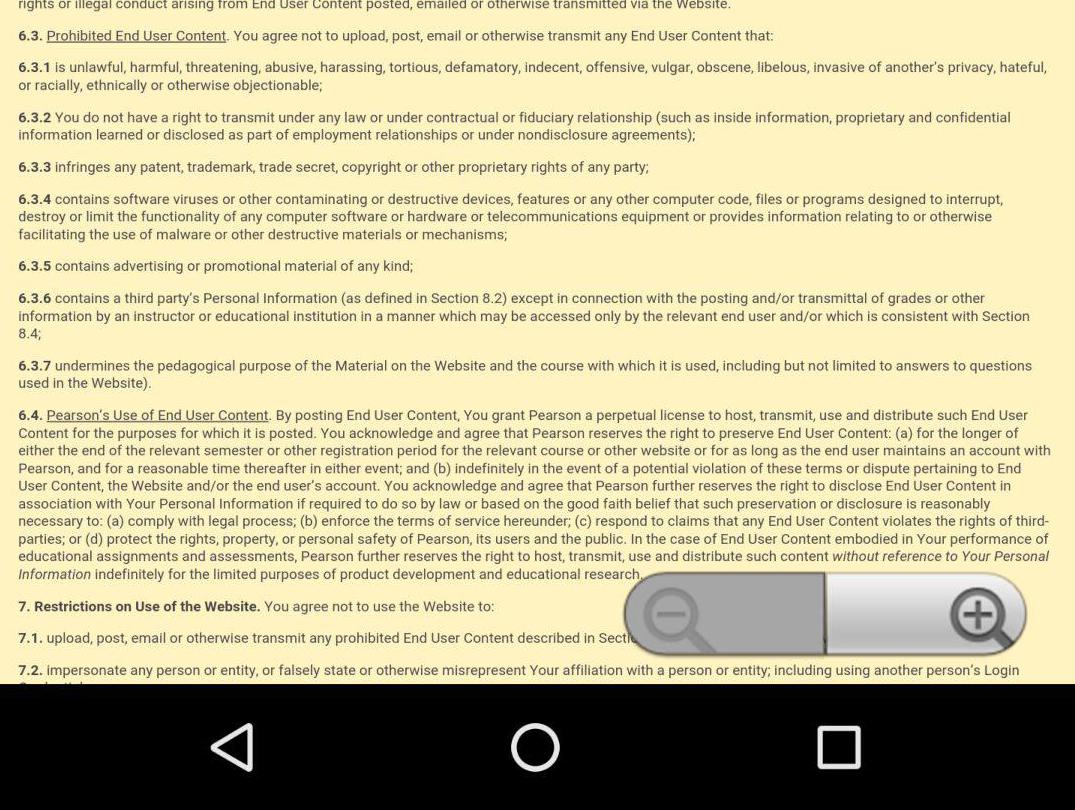 rights or illegal conduct arising from End User Content posted, emailed or otherwise transmitted via the Website.
6.3. Prohibited End User Content. You agree not to upload, post, email or otherwise transmit any End User Content that:
6.3.1 is unlawful, harmful, threatening, abusive, harassing, tortious, defamatory, indecent, offensive, vulgar, obscene, libelous, invasive of another's privacy, hateful,
or racially, ethnically or otherwise objectionable;
6.3.2 You do not have a right to transmit under any law or under contractual or fiduciary relationship (such as inside information, proprietary and confidential
information learned or disclosed as part of employment relationships or under nondisclosure agreements);
6.3.3 infringes any patent, trademark, trade secret, copyright or other proprietary rights of any party;
6.3.4 contains software viruses or other contaminating or destructive devices, features or any other computer code, files or programs designed to interrupt,
destroy or limit the functionality of any computer software or hardware or telecommunications equipment or provides information relating to or otherwise
facilitating the use of malware or other destructive materials or mechanisms;
6.3.5 contains advertising or promotional material of any kind;
6.3.6 contains a third party's Personal Information (as defined in Section 8.2) except in connection with the posting and/or transmittal of grades or other
information by an instructor or educational institution in a manner which may be accessed only by the relevant end user and/or which is consistent with Section
8.4;
6.3.7 undermines the pedagogical purpose of the Material on the Website and the course with which it is used, including but not limited to answers to questions
used in the Website).
6.4. Pearson's Use of End User Content. By posting End User Content, You grant Pearson a perpetual license to host, transmit, use and distribute such End User
Content for the purposes for which it is posted. You acknowledge and agree that Pearson reserves the right to preserve End User Content: (a) for the longer of
either the end of the relevant semester or other registration period for the relevant course or other website or for as long as the end user maintains an account with
Pearson, and for a reasonable time thereafter in either event; and (b) indefinitely in the event of a potential violation of these terms or dispute pertaining to End
User Content, the Website and/or the end user's account. You acknowledge and agree that Pearson further reserves the right to disclose End User Content in
association with Your Personal Information if required to do so by law or based on the good faith belief that such preservation or disclosure is reasonably
necessary to: (a) comply with legal process; (b) enforce the terms of service hereunder; (c) respond to claims that any End User Content violates the rights of third-
parties; or (d) protect the rights, property, or personal safety of Pearson, its users and the public. In the case of End User Content embodied in Your performance of
educational assignments and assessments, Pearson further reserves the right to host, transmit, use and distribute such content without reference to Your Personal
Information indefinitely for the limited purposes of product development and educational research.
7. Restrictions on Use of the Website. You agree not to use the Website to:
7.1. upload, post, email or otherwise transmit any prohibited End User Content described in
7.2. impersonate any person or entity, or falsely state or otherwise misrepresent Your affiliation with a person or entity; including using another person's Login